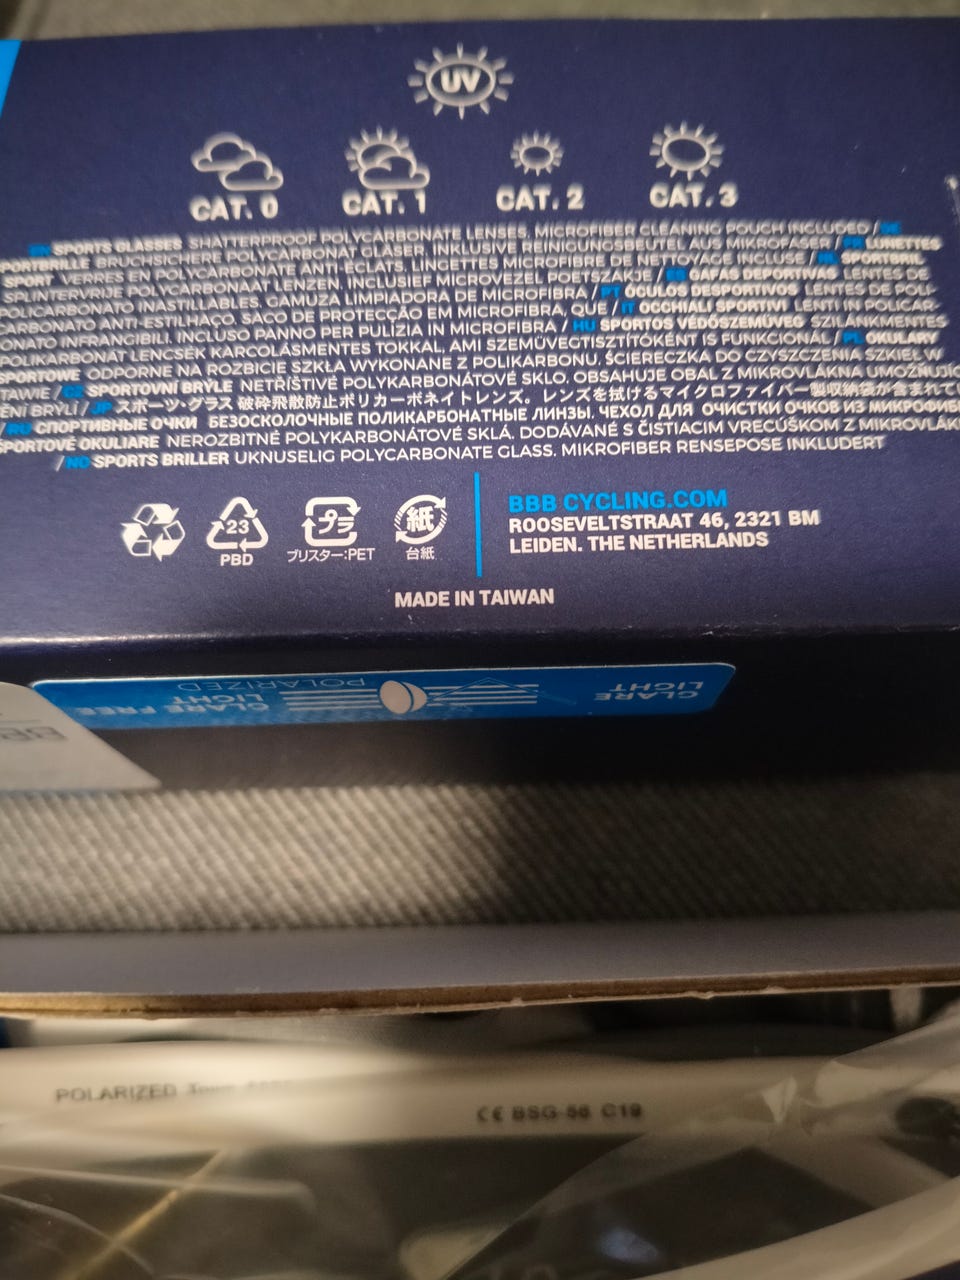 UV
CAT. 0 CAT. 1 CAT. 2 CAT. 3
SPORTS GLASSES SHATTERPROOF POLYCARBONATE LENSES. MICROFIBER CLEANING POUCH INCLUDED /
SPORTBRILLE BRUCHSICHERE POLYCARBONAT GLÄSER, INKLUSIVE REINIGUNGSBEUTEL AUS MIKROFASER / LUNETTES
SPORT VERRES EN POLYCARBONATE ANTI-ÉCLATS. LINGETTES MICROFIBRE DE NETTOYAGE INCLUSE / SPORTBRIL
SPLINTERVRIJE POLYCARBONAAT LENZEN, INCLUSIEF MICROVEZEL POETSZAKJE / ES GAFAS DEPORTIVAS LENTES DE
POLICARBONATO INASTILLABLES. GAMUZA LIMPIADORA DE MICROFIBRA / PT ÓCULOS DESPORTIVOS LENTES DE POLI-
CARBONATO ANTI-ESTILHAÇO. SACO DE PROTECÇÃO EM MICROFIBRA, QUE / IT OCCHIALI SPORTIVI LENTI IN POLICAR-
ONATO INFRANGIBILI. INCLUSO PANNO PER PULIZIA IN MICROFIBRA / HU SPORTOS VÉDŐSZEMÜVEG SZILÁNKMENTES
POLIKARBONÁT LENCSÉK KARCOLÁSMENTES TOKKAL, AMI SZEMÜVEGTISZTÍTÓKÉNT IS FUNKCIONÁL / PL OKULARY
SPORTOWE ODPORNE NA ROZBICIE SZKŁA WYKONANE Z POLIKARBONU. ŚCIERECZKA DO CZYSZCZENIA SZKIEŁ W
TAWIE / CZ SPORTOVNÍ BRÝLE NETŘÍŠTIVÉ POLYKARBONÁTOVÉ SKLO. OBSAHUJE OBAL Z MIKROVLÁKNA UMOŽŇUJÍC
ĚNÍ BRÝLÍ / JP スポーツ・グラス 破砕飛散防止ポリカーボネイトレンズ。レンズを拭けるマイクロファイバー製収納袋が含まれてい
/ RU СПОРТИВНЫЕ ОЧКИ БЕЗОСКОЛОЧНЫЕ ПОЛИКАРБОНАТНЫЕ ЛИНЗЫ. ЧЕХОЛ ДЛЯ ОЧИСТКИ ОЧКОВ ИЗ МИКРОФИБ
SPORTOVÉ OKULIARE NEROZBITNÉ POLYKARBONÁTOVÉ SKLÁ. DODÁVANÉ S ČISTIACIM VRECÚŠKOM Z MIKROVLÁK
/ NO SPORTS BRILLER UKNUSELIG POLYCARBONATE GLASS. MIKROFIBER RENSEPOSE INKLUDERT
23
PBD
プラ
ブリスター:PET
紙
台紙
BBB CYCLING.COM
ROOSEVELTSTRAAT 46, 2321 BM
LEIDEN. THE NETHERLANDS
MADE IN TAIWAN
GLARE
LIGHT
POLARIZED
LIGHT
GLARE FREE
POLARIZED
CE BSG-56 C19